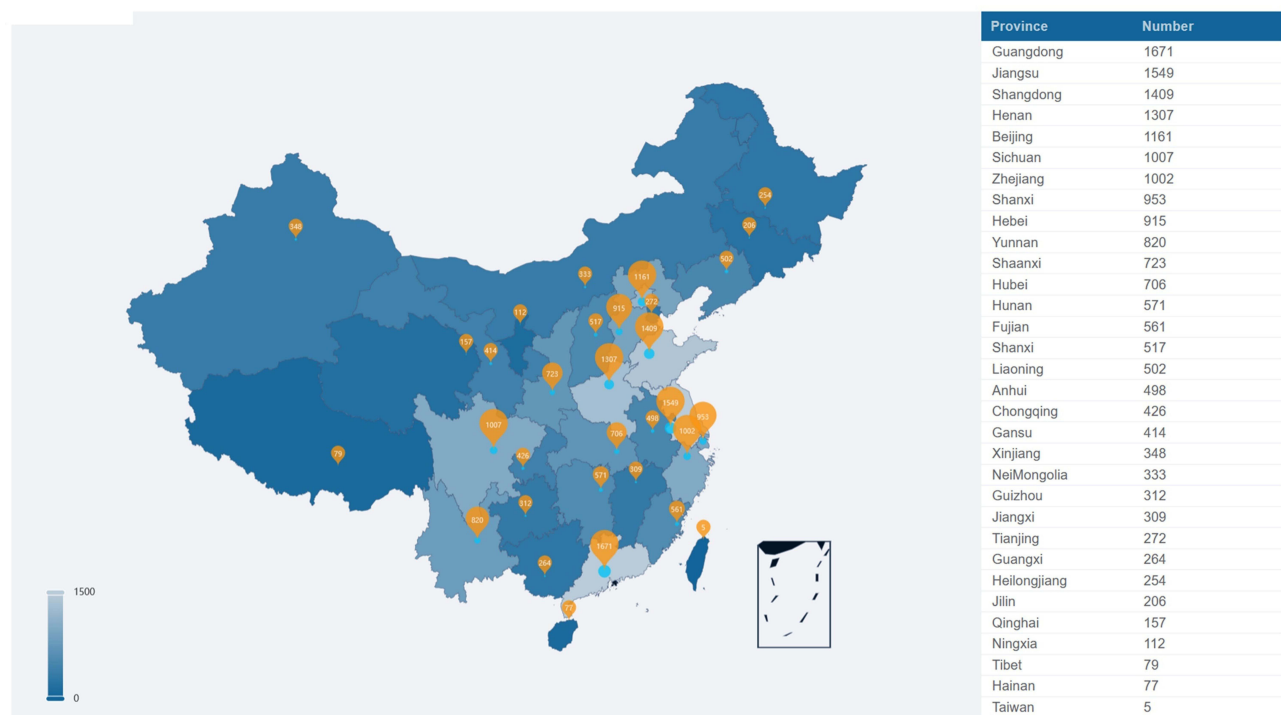 254
348
206
502
333
1161
272
915
112
517
1409
157
414
1307
723
1549
498
953
1007
1002
706
79
426
309
571
312
561
820
5
1671
264
77
1500
0
Province Number
Guangdong 1671
Jiangsu 1549
Shangdong 1409
Henan 1307
Beijing 1161
Sichuan 1007
Zhejiang 1002
Shanxi 953
Hebei 915
Yunnan 820
Shaanxi 723
Hubei 706
Hunan 571
Fujian 561
Shanxi 517
Liaoning 502
Anhui 498
Chongqing 426
Gansu 414
Xinjiang 348
NeiMongolia 333
Guizhou 312
Jiangxi 309
Tianjing 272
Guangxi 264
Heilongjiang 254
Jilin 206
Qinghai 157
Ningxia 112
Tibet 79
Hainan 77
Taiwan 5